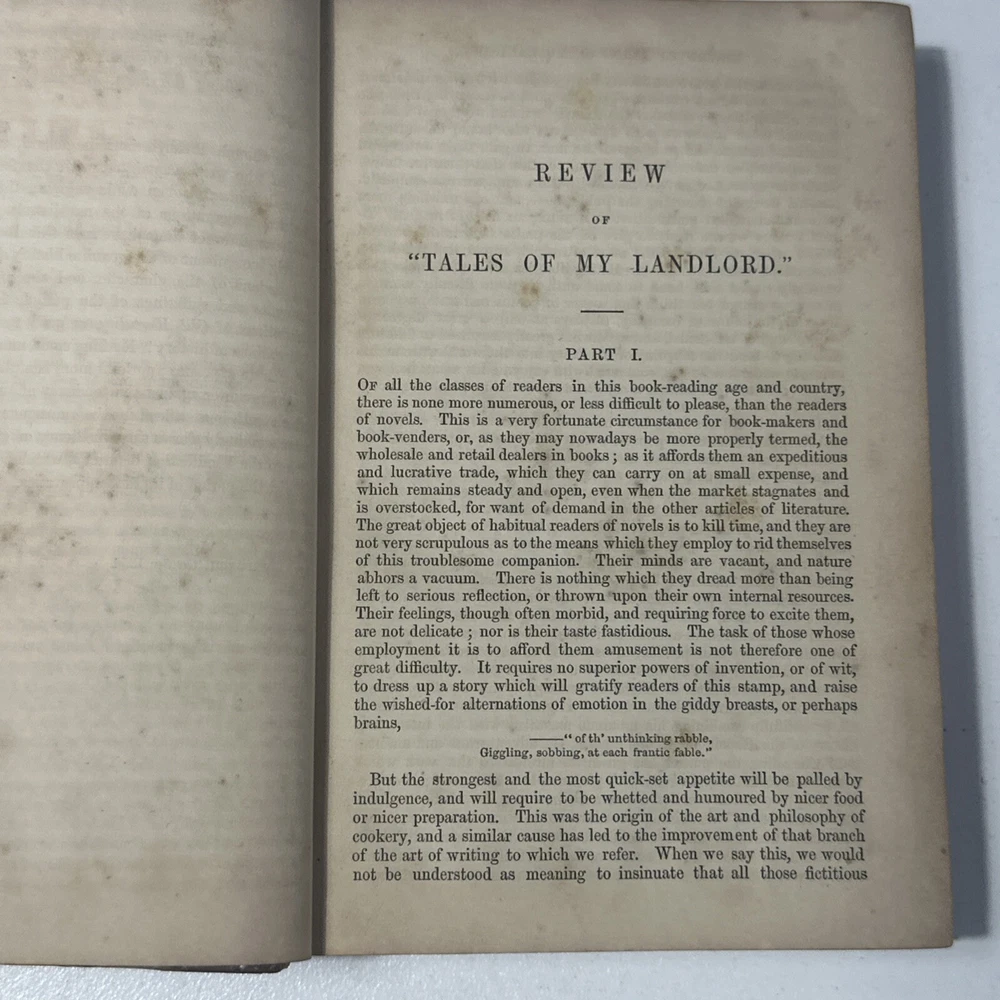 REVIEW
OF
“TALES OF MY LANDLORD.”
PART I.
OF all the classes of readers in this book-reading age and country,
there is none more numerous, or less difficult to please, than the readers
of novels. This is a very fortunate circumstance for book-makers and
book-venders, or, as they may nowadays be more properly termed, the
wholesale and retail dealers in books; as it affords them an expeditious
and lucrative trade, which they can carry on at small expense, and
which remains steady and open, even when the market stagnates and
is overstocked, for want of demand in the other articles of literature.
The great object of habitual readers of novels is to kill time, and they are
not very scrupulous as to the means which they employ to rid themselves
of this troublesome companion. Their minds are vacant, and nature
abhors a vacuum. There is nothing which they dread more than being
left to serious reflection, or thrown upon their own internal resources.
Their feelings, though often morbid, and requiring force to excite them,
are not delicate; nor is their taste fastidious. The task of those whose
employment it is to afford them amusement is not therefore one of
great difficulty. It requires no superior powers of invention, or of wit,
to dress up a story which will gratify readers of this stamp, and raise
the wished-for alternations of emotion in the giddy breasts, or perhaps
brains,
——“ of th’ unthinking rabble,
Giggling, sobbing, at each frantic fable.”
But the strongest and the most quick-set appetite will be palled by
indulgence, and will require to be whetted and humoured by nicer food
or nicer preparation. This was the origin of the art and philosophy of
cookery, and a similar cause has led to the improvement of that branch
of the art of writing to which we refer. When we say this, we would
not be understood as meaning to insinuate that all those fictitious